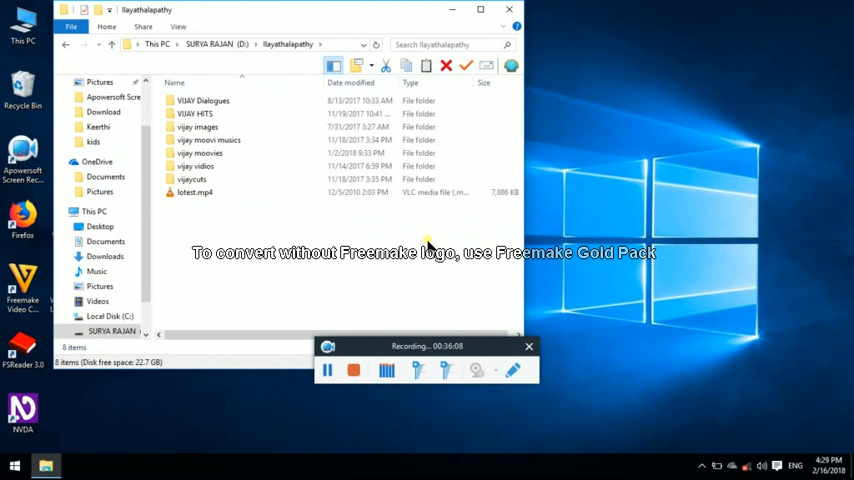 This PC
Recycle Bin
Apowersoft
Screen Rec...
Firefox
Freemake
Video C...
FSReader 3.0
NVDA
Ilayathalapathy
File
Home
Share
View
This PC
SURYA RAJAN (D:)
Ilayathalapathy
Search Ilayathalapathy
Pictures
Apowersoft Scre
Download
Keerthi
kids
OneDrive
Documents
Pictures
This PC
Desktop
Documents
Downloads
Music
Pictures
Videos
Local Disk (C:)
SURYA RAJAN
Name Date modified Type Size
VIJAY Dialogues 8/13/2017 10:33 AM File folder
VIJAY HITS 11/19/2017 10:41 ... File folder
vijay images 7/31/2017 3:27 AM File folder
vijay moovi musics 11/18/2017 3:34 PM File folder
vijay moovies 1/2/2018 9:33 PM File folder
vijay vidios 11/14/2017 6:59 PM File folder
vijaycuts 11/18/2017 3:35 PM File folder
lotest.mp4 12/5/2010 2:03 PM VLC media file (.m... 7,886 KB
To convert without Freemake logo, use Freemake Gold Pack
8 items
8 items (Disk free space: 22.7 GB)
Recording... 00:36:08
ENG
4:29 PM
2/16/2018